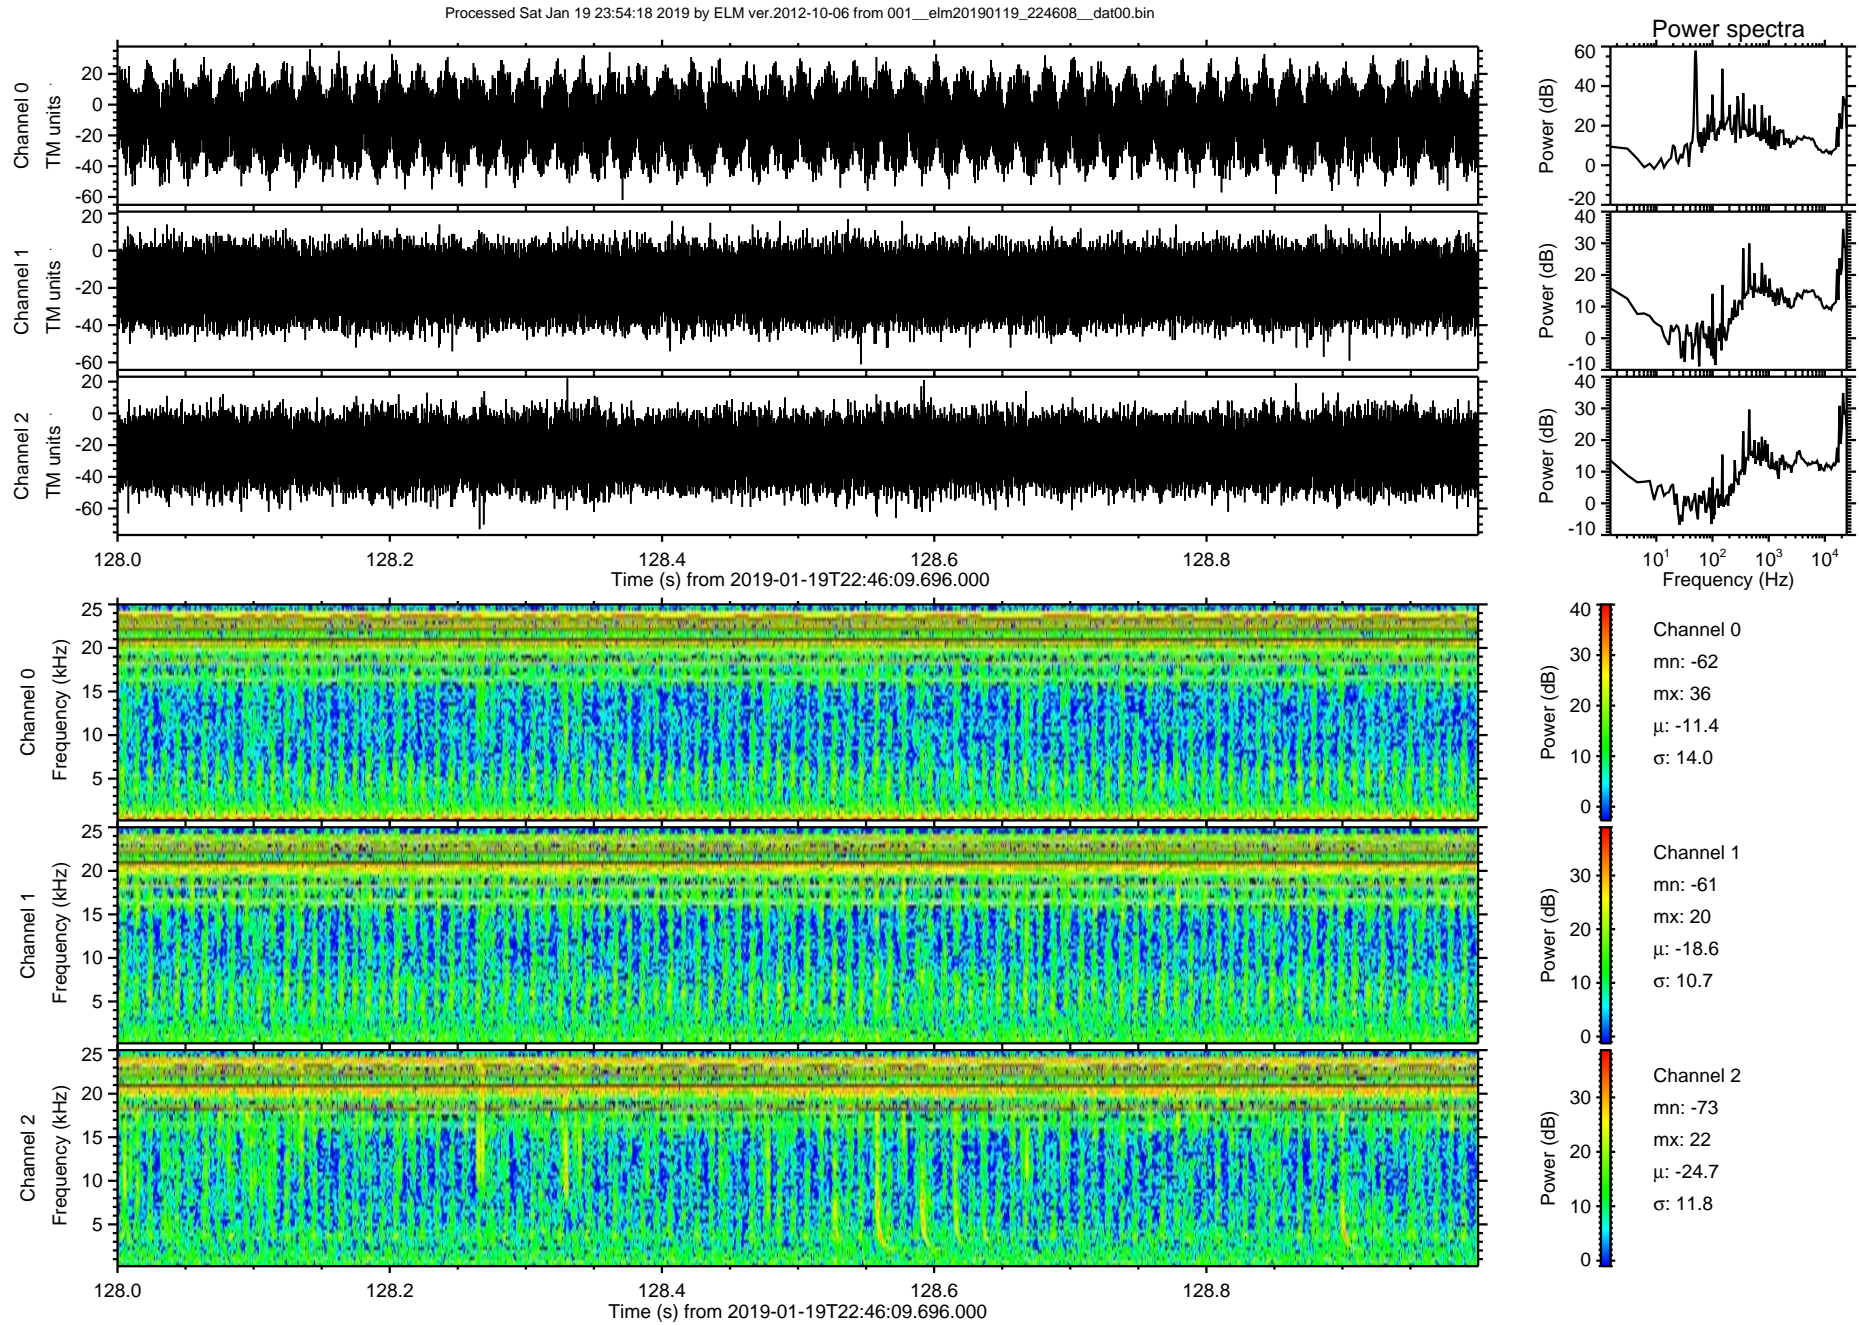 Processed Sat Jan 19 23:54:18 2019 by ELM ver.2012-10-06 from 001__elm20190119_224608__dat00.bin
Power spectra
Channel 0
TM units
20
0
-20
-40
-60
Power (dB)
60
40
20
0
-20
Channel 1
TM units
20
0
-20
-40
-60
Power (dB)
40
30
20
10
0
-10
Channel 2
TM units
20
0
-20
-40
-60
Power (dB)
40
30
20
10
0
-10
128.0 128.2 128.4 128.6 128.8
Time (s) from 2019-01-19T22:46:09.696.000
10¹ 10² 10³ 10⁴
Frequency (Hz)
Channel 0
Frequency (kHz)
25
20
15
10
5
Power (dB)
40
30
20
10
0
Channel 0
mn: -62
mx: 36
μ: -11.4
σ: 14.0
Channel 1
Frequency (kHz)
25
20
15
10
5
Power (dB)
30
20
10
0
Channel 1
mn: -61
mx: 20
μ: -18.6
σ: 10.7
Channel 2
Frequency (kHz)
25
20
15
10
5
Power (dB)
30
20
10
0
Channel 2
mn: -73
mx: 22
μ: -24.7
σ: 11.8
128.0 128.2 128.4 128.6 128.8
Time (s) from 2019-01-19T22:46:09.696.000